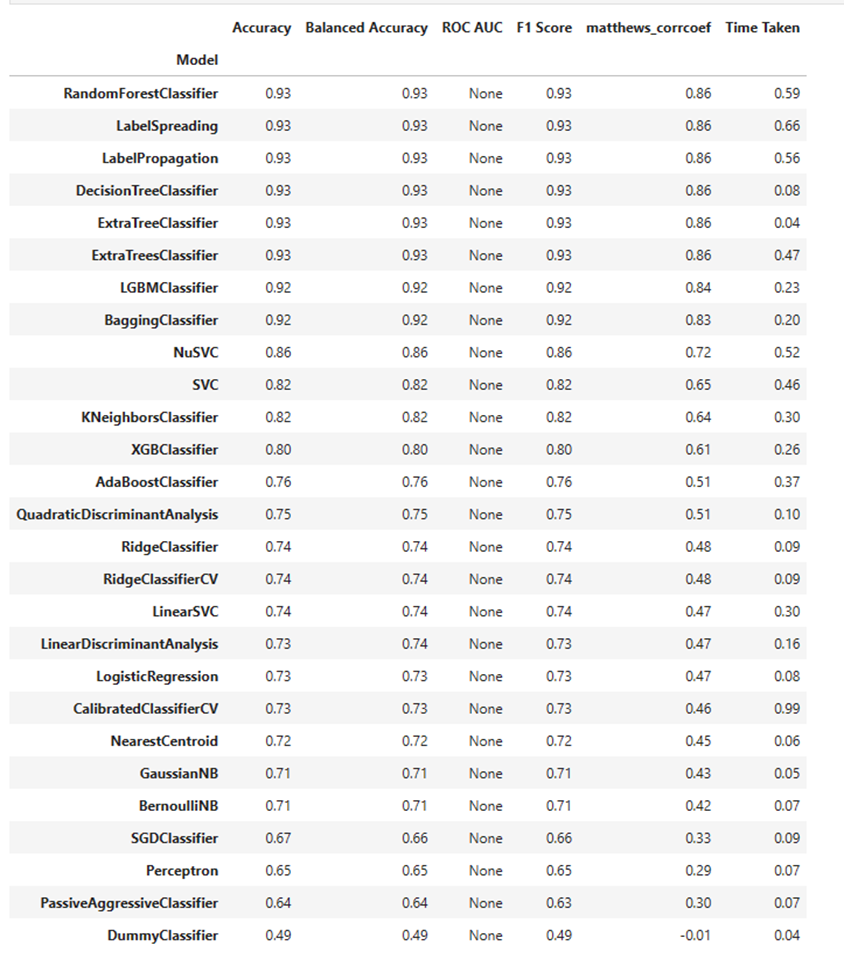 Accuracy Balanced Accuracy ROC AUC F1 Score matthews_corrcoef Time Taken
Model
RandomForestClassifier 0.93 0.93 None 0.93 0.86 0.59
LabelSpreading 0.93 0.93 None 0.93 0.86 0.66
LabelPropagation 0.93 0.93 None 0.93 0.86 0.56
DecisionTreeClassifier 0.93 0.93 None 0.93 0.86 0.08
ExtraTreeClassifier 0.93 0.93 None 0.93 0.86 0.04
ExtraTreesClassifier 0.93 0.93 None 0.93 0.86 0.47
LGBMClassifier 0.92 0.92 None 0.92 0.84 0.23
BaggingClassifier 0.92 0.92 None 0.92 0.83 0.20
NuSVC 0.86 0.86 None 0.86 0.72 0.52
SVC 0.82 0.82 None 0.82 0.65 0.46
KNeighborsClassifier 0.82 0.82 None 0.82 0.64 0.30
XGBClassifier 0.80 0.80 None 0.80 0.61 0.26
AdaBoostClassifier 0.76 0.76 None 0.76 0.51 0.37
QuadraticDiscriminantAnalysis 0.75 0.75 None 0.75 0.51 0.10
RidgeClassifier 0.74 0.74 None 0.74 0.48 0.09
RidgeClassifierCV 0.74 0.74 None 0.74 0.48 0.09
LinearSVC 0.74 0.74 None 0.74 0.47 0.30
LinearDiscriminantAnalysis 0.73 0.74 None 0.73 0.47 0.16
LogisticRegression 0.73 0.73 None 0.73 0.47 0.08
CalibratedClassifierCV 0.73 0.73 None 0.73 0.46 0.99
NearestCentroid 0.72 0.72 None 0.72 0.45 0.06
GaussianNB 0.71 0.71 None 0.71 0.43 0.05
BernoulliNB 0.71 0.71 None 0.71 0.42 0.07
SGDClassifier 0.67 0.66 None 0.66 0.33 0.09
Perceptron 0.65 0.65 None 0.65 0.29 0.07
PassiveAggressiveClassifier 0.64 0.64 None 0.63 0.30 0.07
DummyClassifier 0.49 0.49 None 0.49 -0.01 0.04